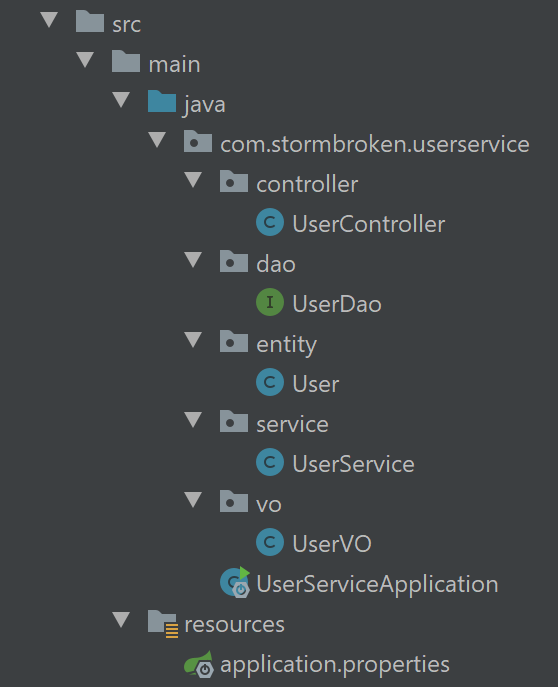 src
main
java
com.stormbroken.userservice
controller
C UserController
dao
I UserDao
entity
C User
service
C UserService
vo
C UserVO
UserServiceApplication
resources
application.properties